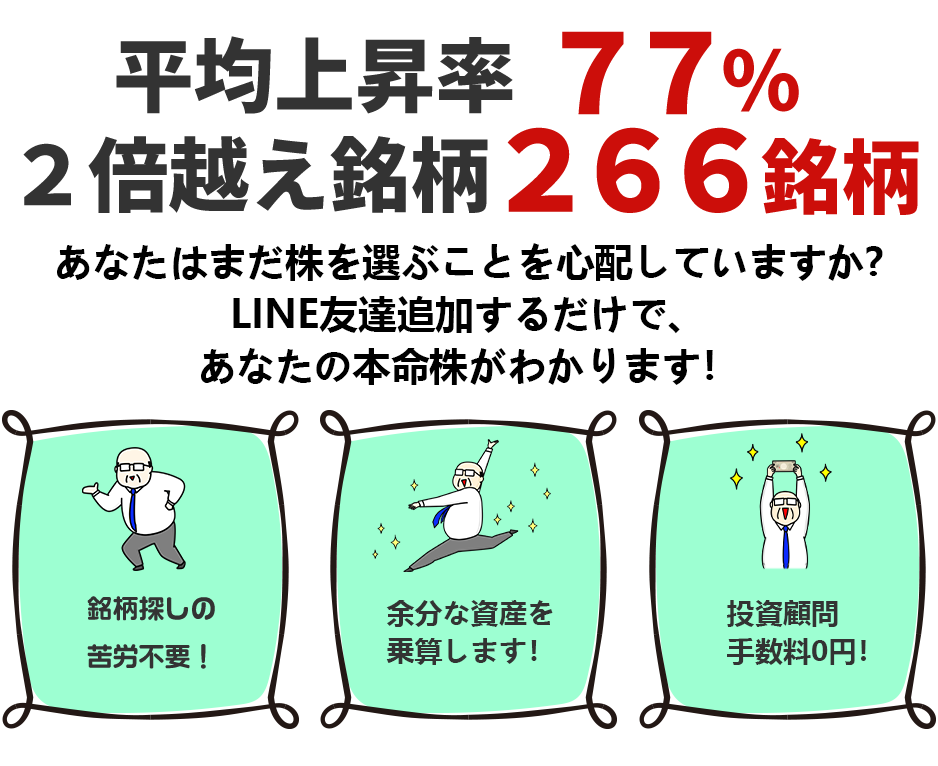 平均上昇率 77%
2倍越え銘柄266銘柄
あなたはまだ株を選ぶことを心配していますか?
LINE友達追加するだけで、
あなたの本命株がわかります!
銘柄探しの
苦労不要!
余分な資産を
乗算します!
投資顧問
手数料0円!